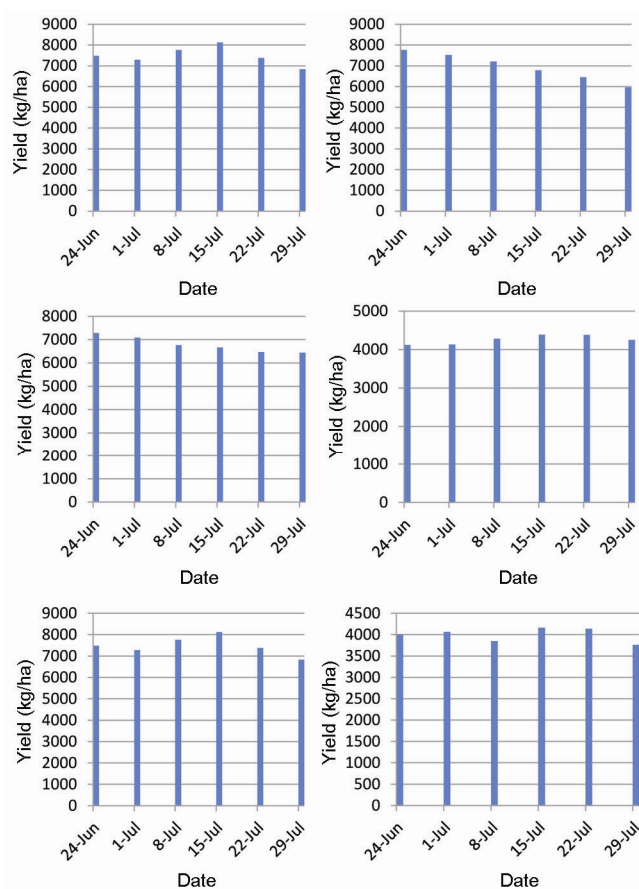 9000
8000
7000
6000
5000
4000
3000
2000
1000
0
Yield (kg/ha)
24-Jun
1-Jul
8-Jul
15-Jul
22-Jul
29-Jul
Date
9000
8000
7000
6000
5000
4000
3000
2000
1000
0
Yield (kg/ha)
24-Jun
1-Jul
8-Jul
15-Jul
22-Jul
29-Jul
Date
8000
7000
6000
5000
4000
3000
2000
1000
0
Yield (kg/ha)
24-Jun
1-Jul
8-Jul
15-Jul
22-Jul
29-Jul
Date
5000
4000
3000
2000
1000
0
Yield (kg/ha)
24-Jun
1-Jul
8-Jul
15-Jul
22-Jul
29-Jul
Date
9000
8000
7000
6000
5000
4000
3000
2000
1000
0
Yield (kg/ha)
24-Jun
1-Jul
8-Jul
15-Jul
22-Jul
29-Jul
Date
4500
4000
3500
3000
2500
2000
1500
1000
500
0
Yield (kg/ha)
24-Jun
1-Jul
8-Jul
15-Jul
22-Jul
29-Jul
Date